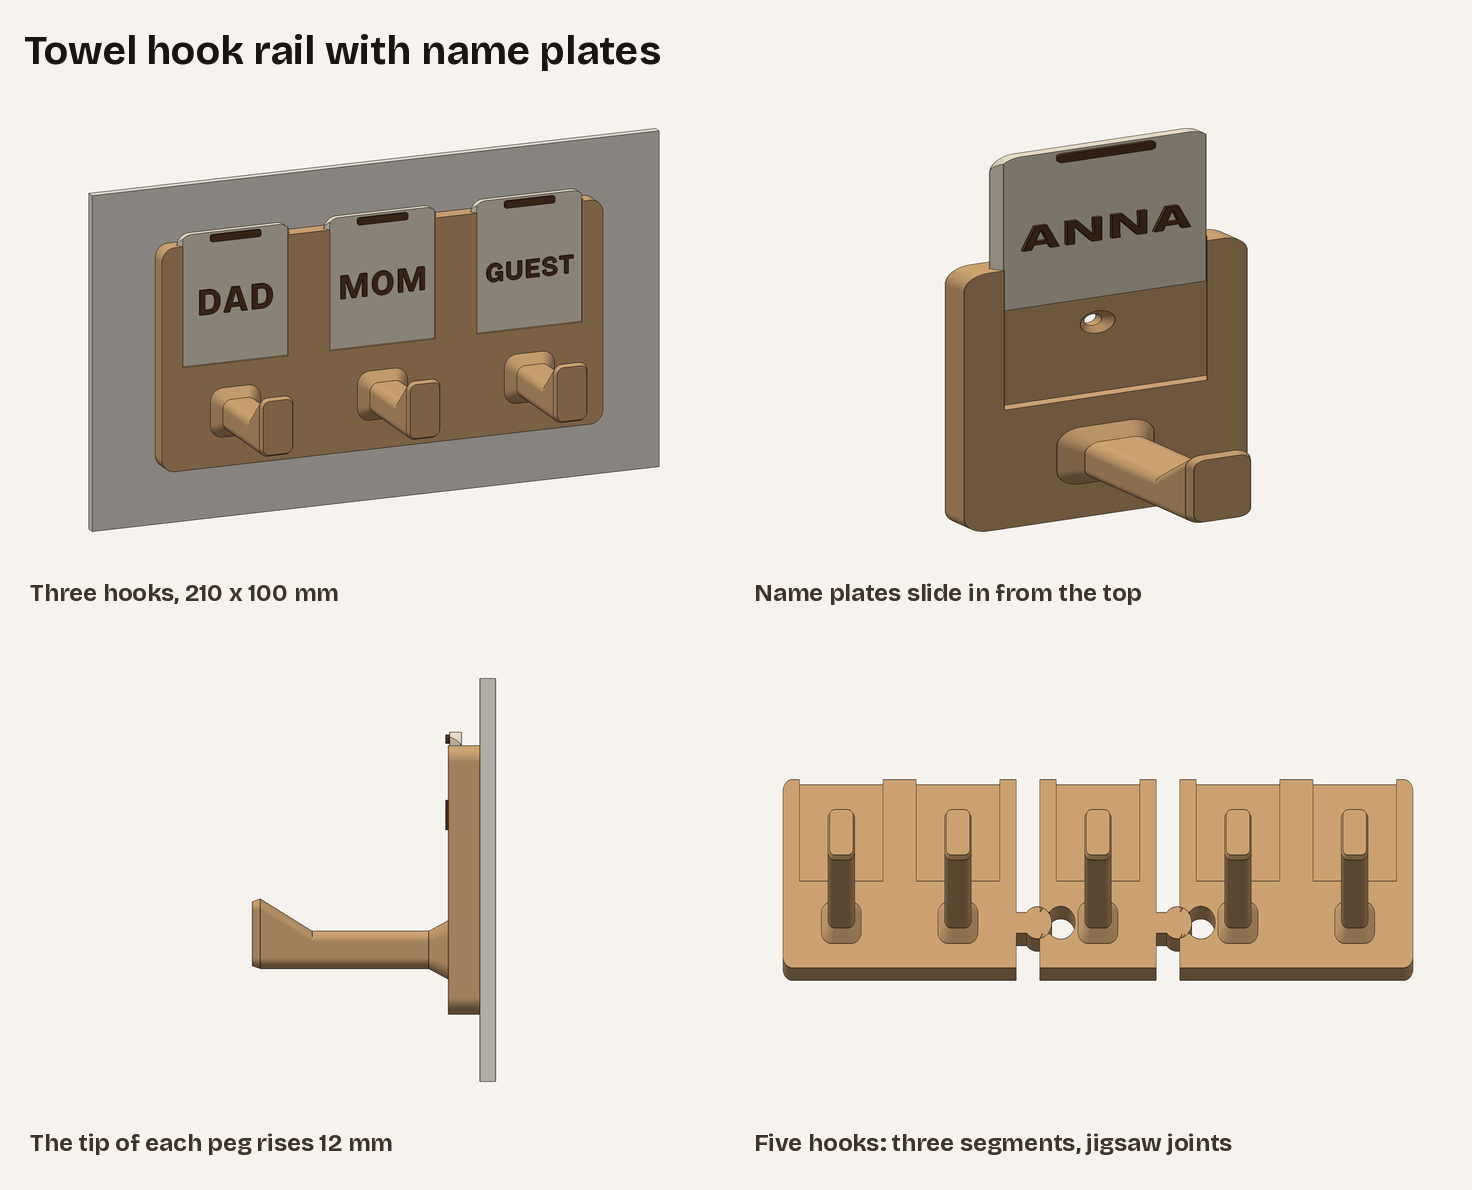 Towel hook rail with name plates
DAD
MOM
GUEST
ANNA
Three hooks, 210 x 100 mm
Name plates slide in from the top
The tip of each peg rises 12 mm
Five hooks: three segments, jigsaw joints